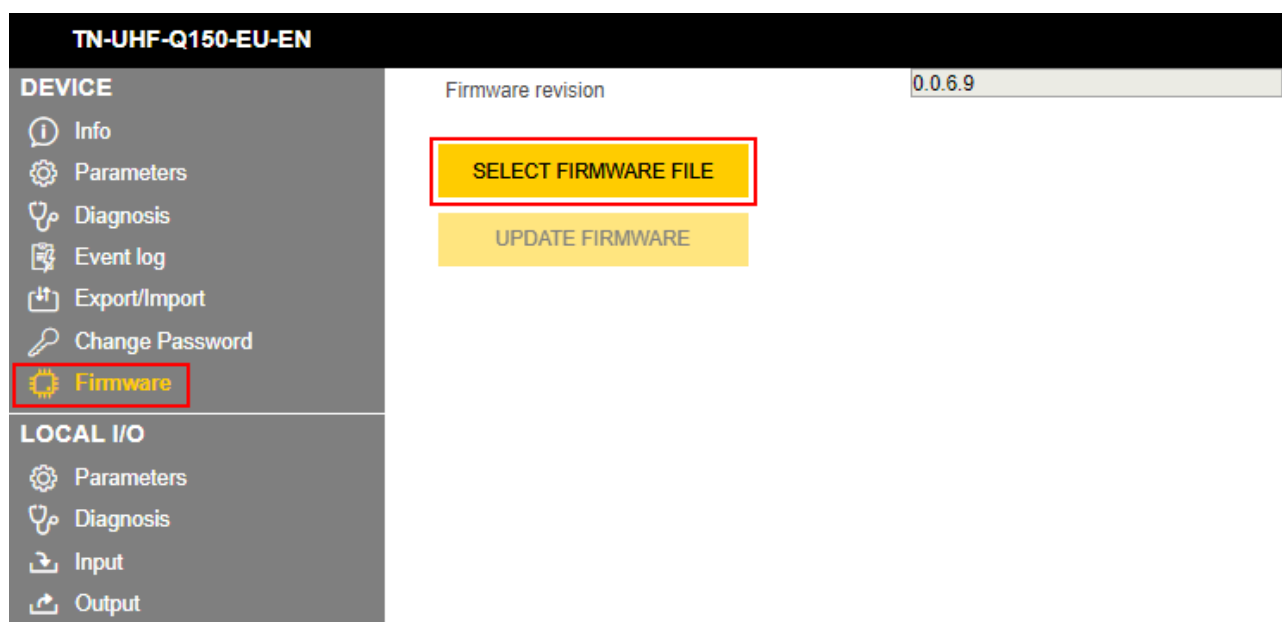 TN-UHF-Q150-EU-EN
DEVICE
Info
Parameters
Diagnosis
Event log
Export/Import
Change Password
Firmware
LOCAL I/O
Parameters
Diagnosis
Input
Output
Firmware revision
0.0.6.9
SELECT FIRMWARE FILE
UPDATE FIRMWARE